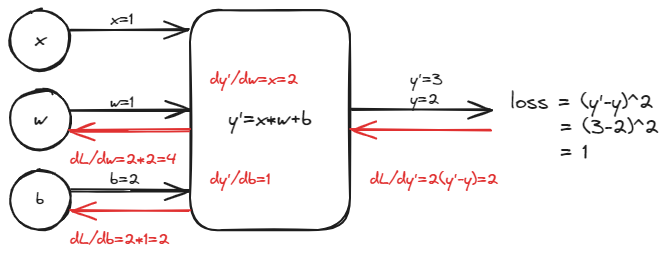 x=1
x
dy'/dw=x=2
y'=3
w=1
y=2
loss = (y'-y)^2
w
y'=x*w+b
= (3-2)^2
dL/dw=2*2=4
= 1
b=2
dy'/db=1
dL/dy'=2(y'-y)=2
b
dL/db=2*1=2